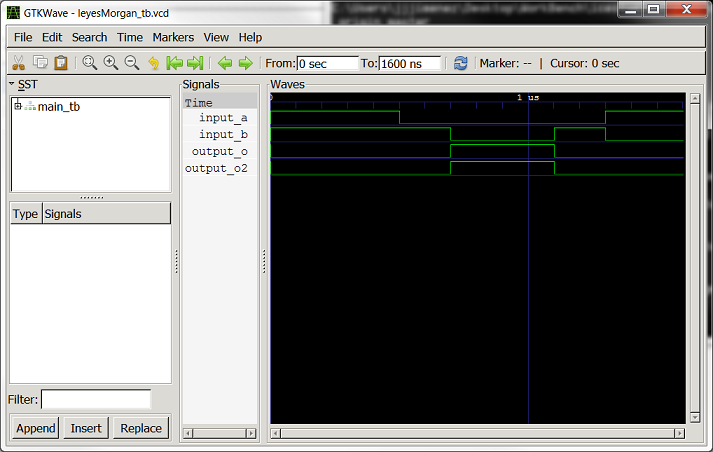 GTKWave - leyesMorgan_tb.vcd
File Edit Search Time Markers View Help
From: 0 sec To: 1600 ns Marker: -- | Cursor: 0 sec
SST
main_tb
Type Signals
Filter:
Append Insert Replace
Signals
Time
input_a
input_b
output_o
output_o2
Waves
0 1 us